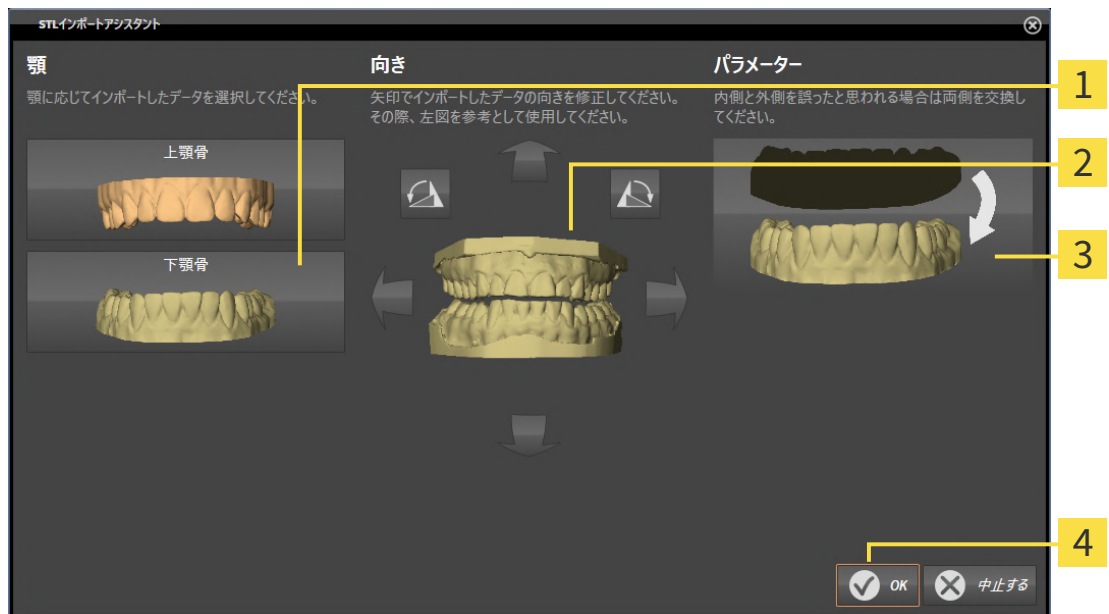 STLインポートアシスタント
顎
顎に応じてインポートしたデータを選択してください。
上顎骨
下顎骨
向き
矢印でインポートしたデータの向きを修正してください。
その際、左図を参考として使用してください。
パラメーター
内側と外側を誤ったと思われる場合は両側を交換し
てください。
1
2
3
4
OK
中止する